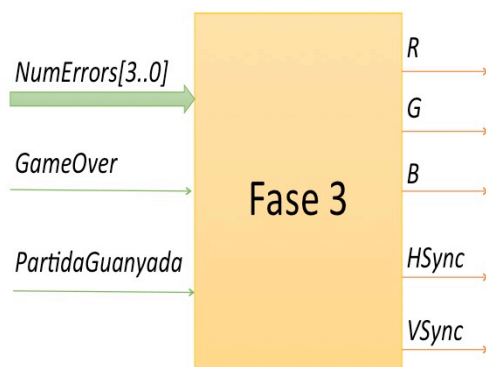 NumErrors[3..0]
GameOver
PartidaGuanyada
Fase 3
R
G
B
HSync
VSync